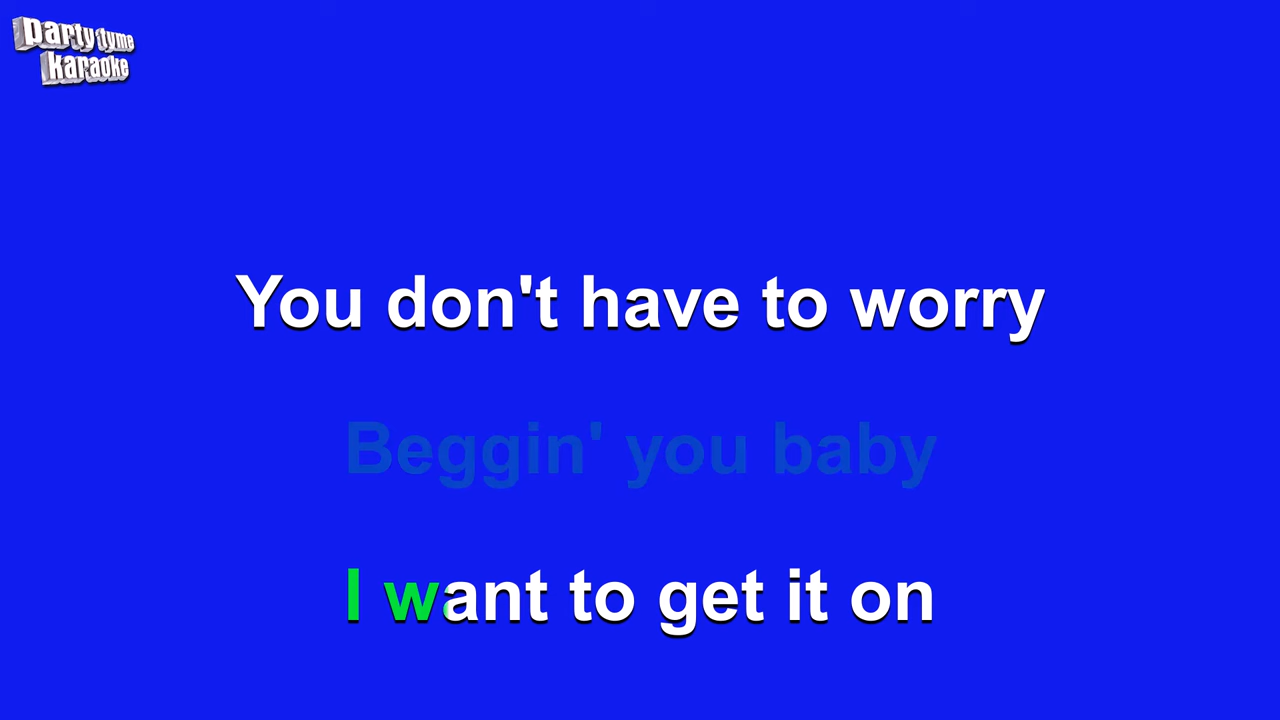 party tyme
karaoke
You don't have to worry
Beggin' you baby
I want to get it on